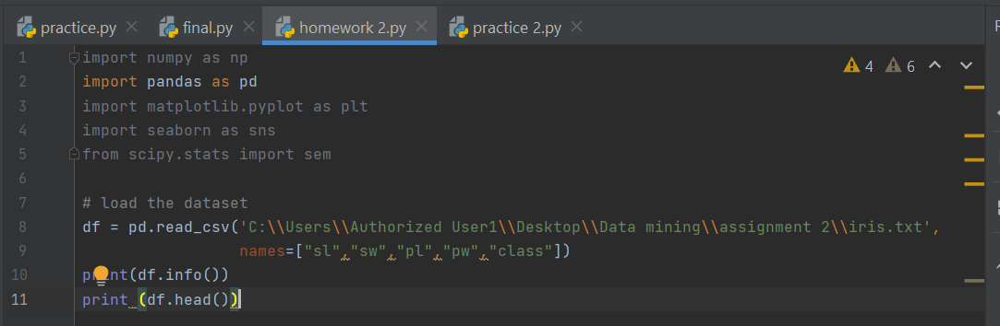 practice.py final.py homework 2.py practice 2.py
4 6
1 import numpy as np
2 import pandas as pd
3 import matplotlib.pyplot as plt
4 import seaborn as sns
5 from scipy.stats import sem
6
7 # load the dataset
8 df = pd.read_csv('C:\\Users\\Authorized User1\\Desktop\\Data mining\\assignment 2\\iris.txt',
9 names=["sl","sw","pl","pw","class"])
10 print(df.info())
11 print (df.head())